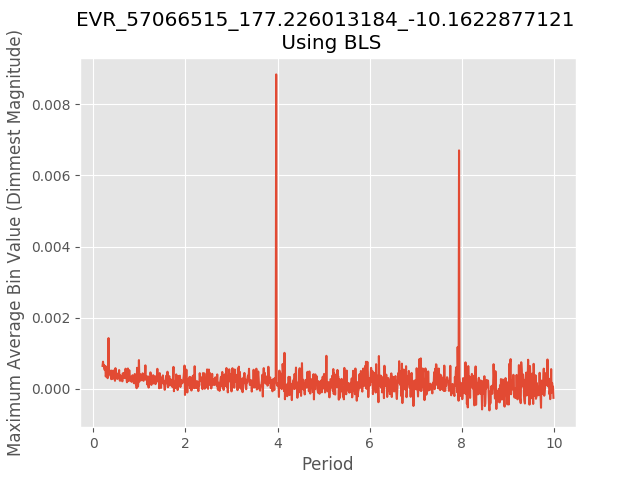 EVR_57066515_177.226013184_-10.1622877121
Using BLS
Maximum Average Bin Value (Dimmest Magnitude)
0.008
0.006
0.004
0.002
0.000
0
2
4
6
8
10
Period